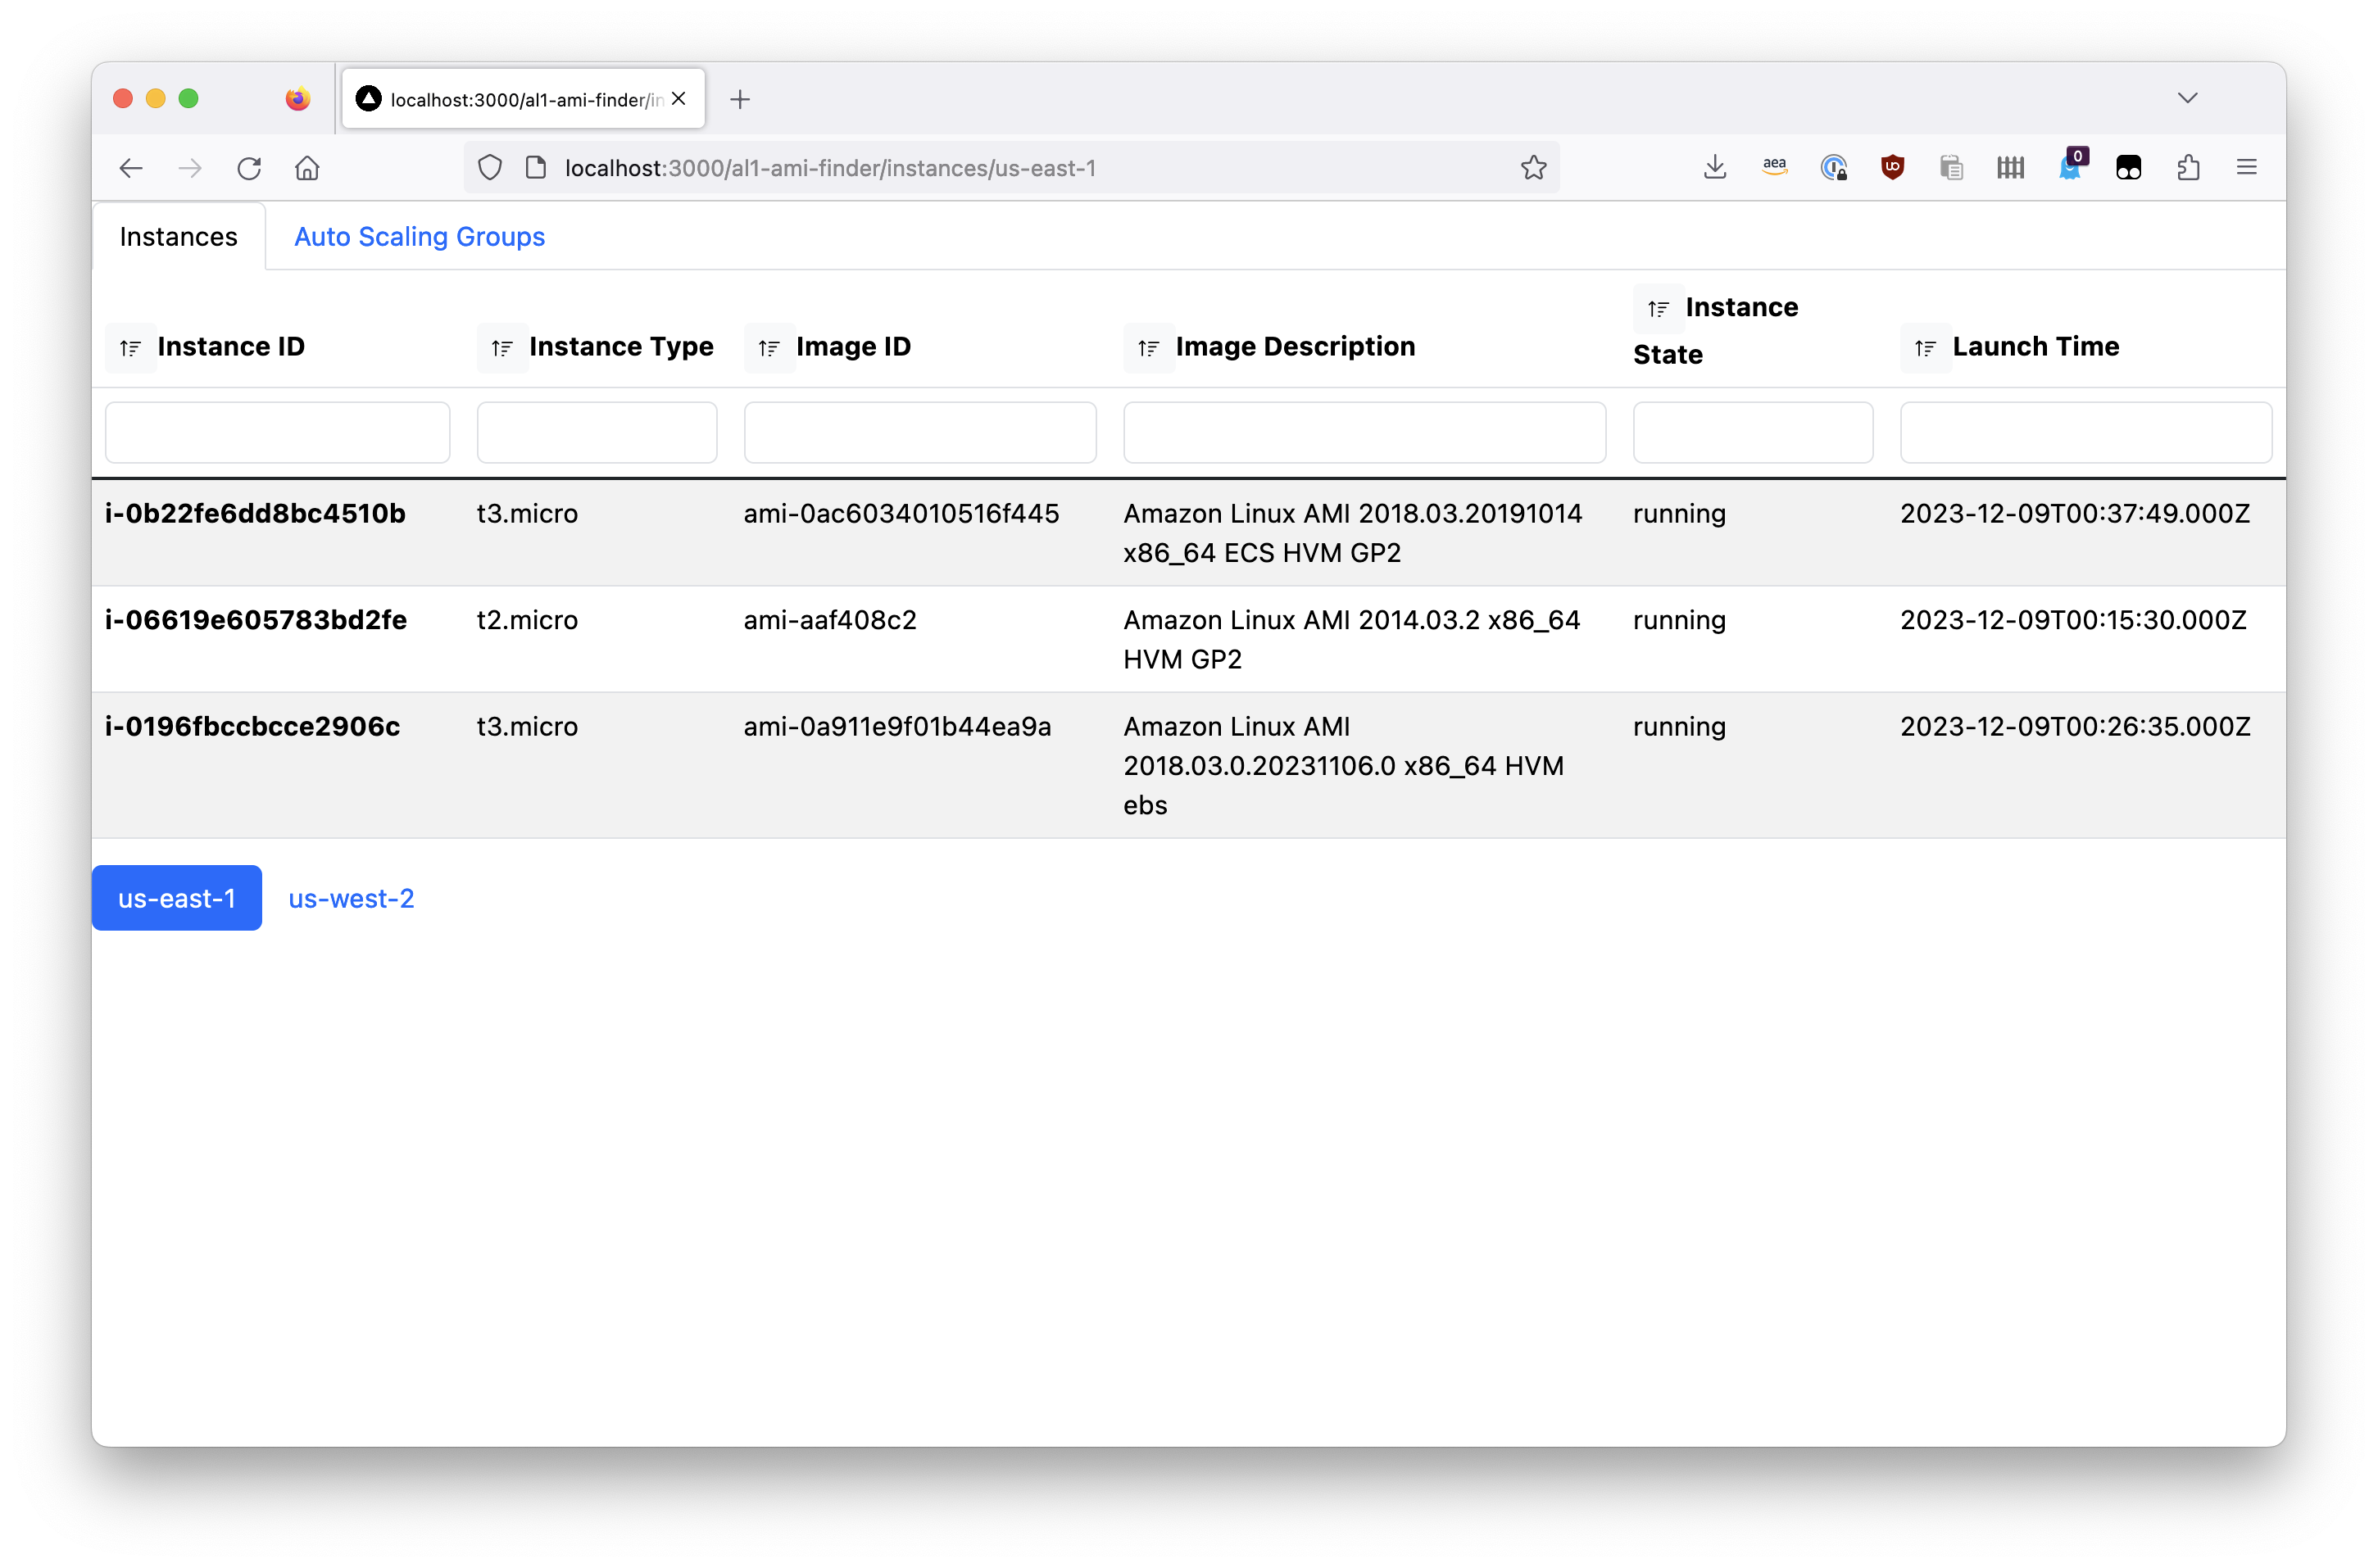 localhost:3000/al1-ami-finder/in
localhost:3000/al1-ami-finder/instances/us-east-1
aea
uo
0
Instances
Auto Scaling Groups
Instance ID
Instance Type
Image ID
Image Description
Instance
State
Launch Time
i-0b22fe6dd8bc4510b
t3.micro
ami-0ac6034010516f445
Amazon Linux AMI 2018.03.20191014
x86_64 ECS HVM GP2
running
2023-12-09T00:37:49.000Z
i-06619e605783bd2fe
t2.micro
ami-aaf408c2
Amazon Linux AMI 2014.03.2 x86_64
HVM GP2
running
2023-12-09T00:15:30.000Z
i-0196fbccbcce2906c
t3.micro
ami-0a911e9f01b44ea9a
Amazon Linux AMI
2018.03.0.20231106.0 x86_64 HVM
ebs
running
2023-12-09T00:26:35.000Z
us-east-1
us-west-2